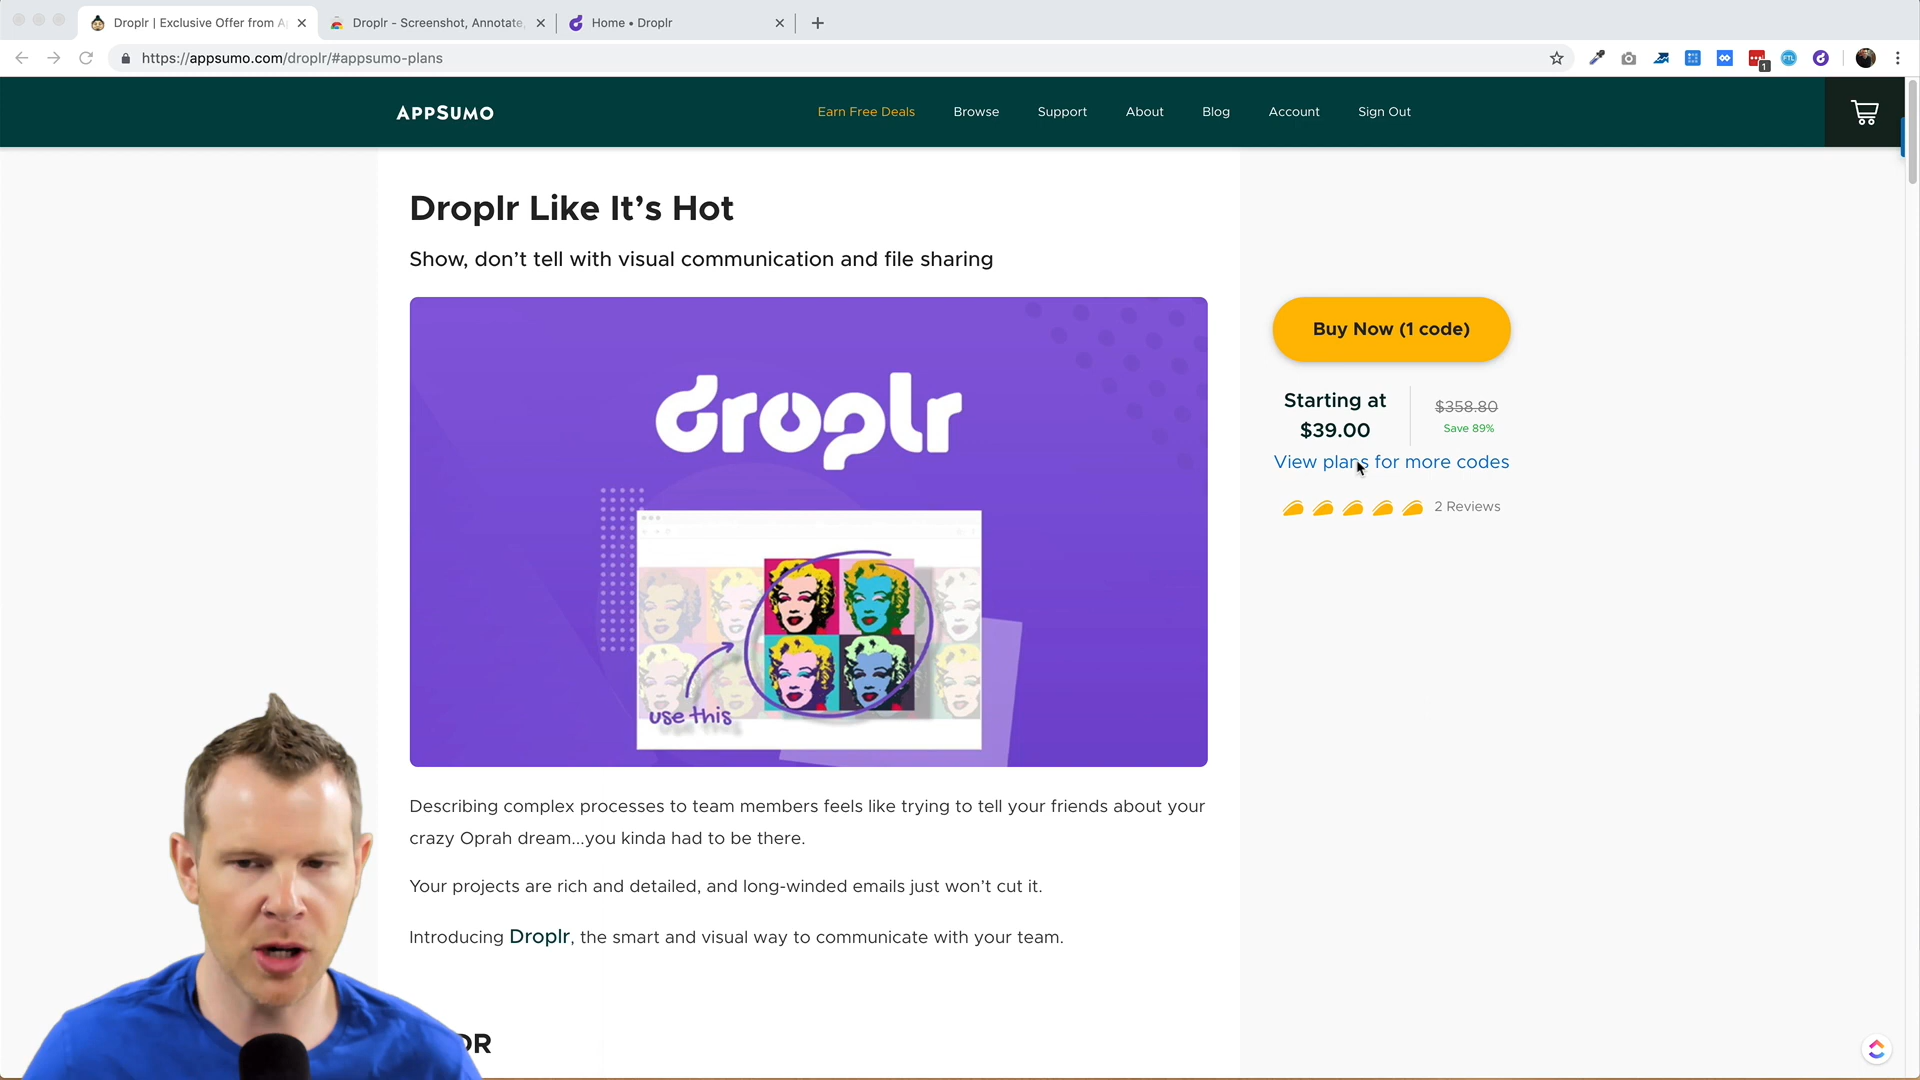 Droplr | Exclusive Offer from A
Droplr - Screenshot, Annotate,
Home • Droplr
https://appsumo.com/droplr/#appsumo-plans
1
FTL
APPSUMO
Earn Free Deals
Browse
Support
About
Blog
Account
Sign Out
Droplr Like It’s Hot
Show, don’t tell with visual communication and file sharing
droplr
use this
Buy Now (1 code)
Starting at
$39.00
$358.80
Save 89%
View plans for more codes
2 Reviews
Describing complex processes to team members feels like trying to tell your friends about your
crazy Oprah dream...you kinda had to be there.
Your projects are rich and detailed, and long-winded emails just won’t cut it.
Introducing Droplr, the smart and visual way to communicate with your team.